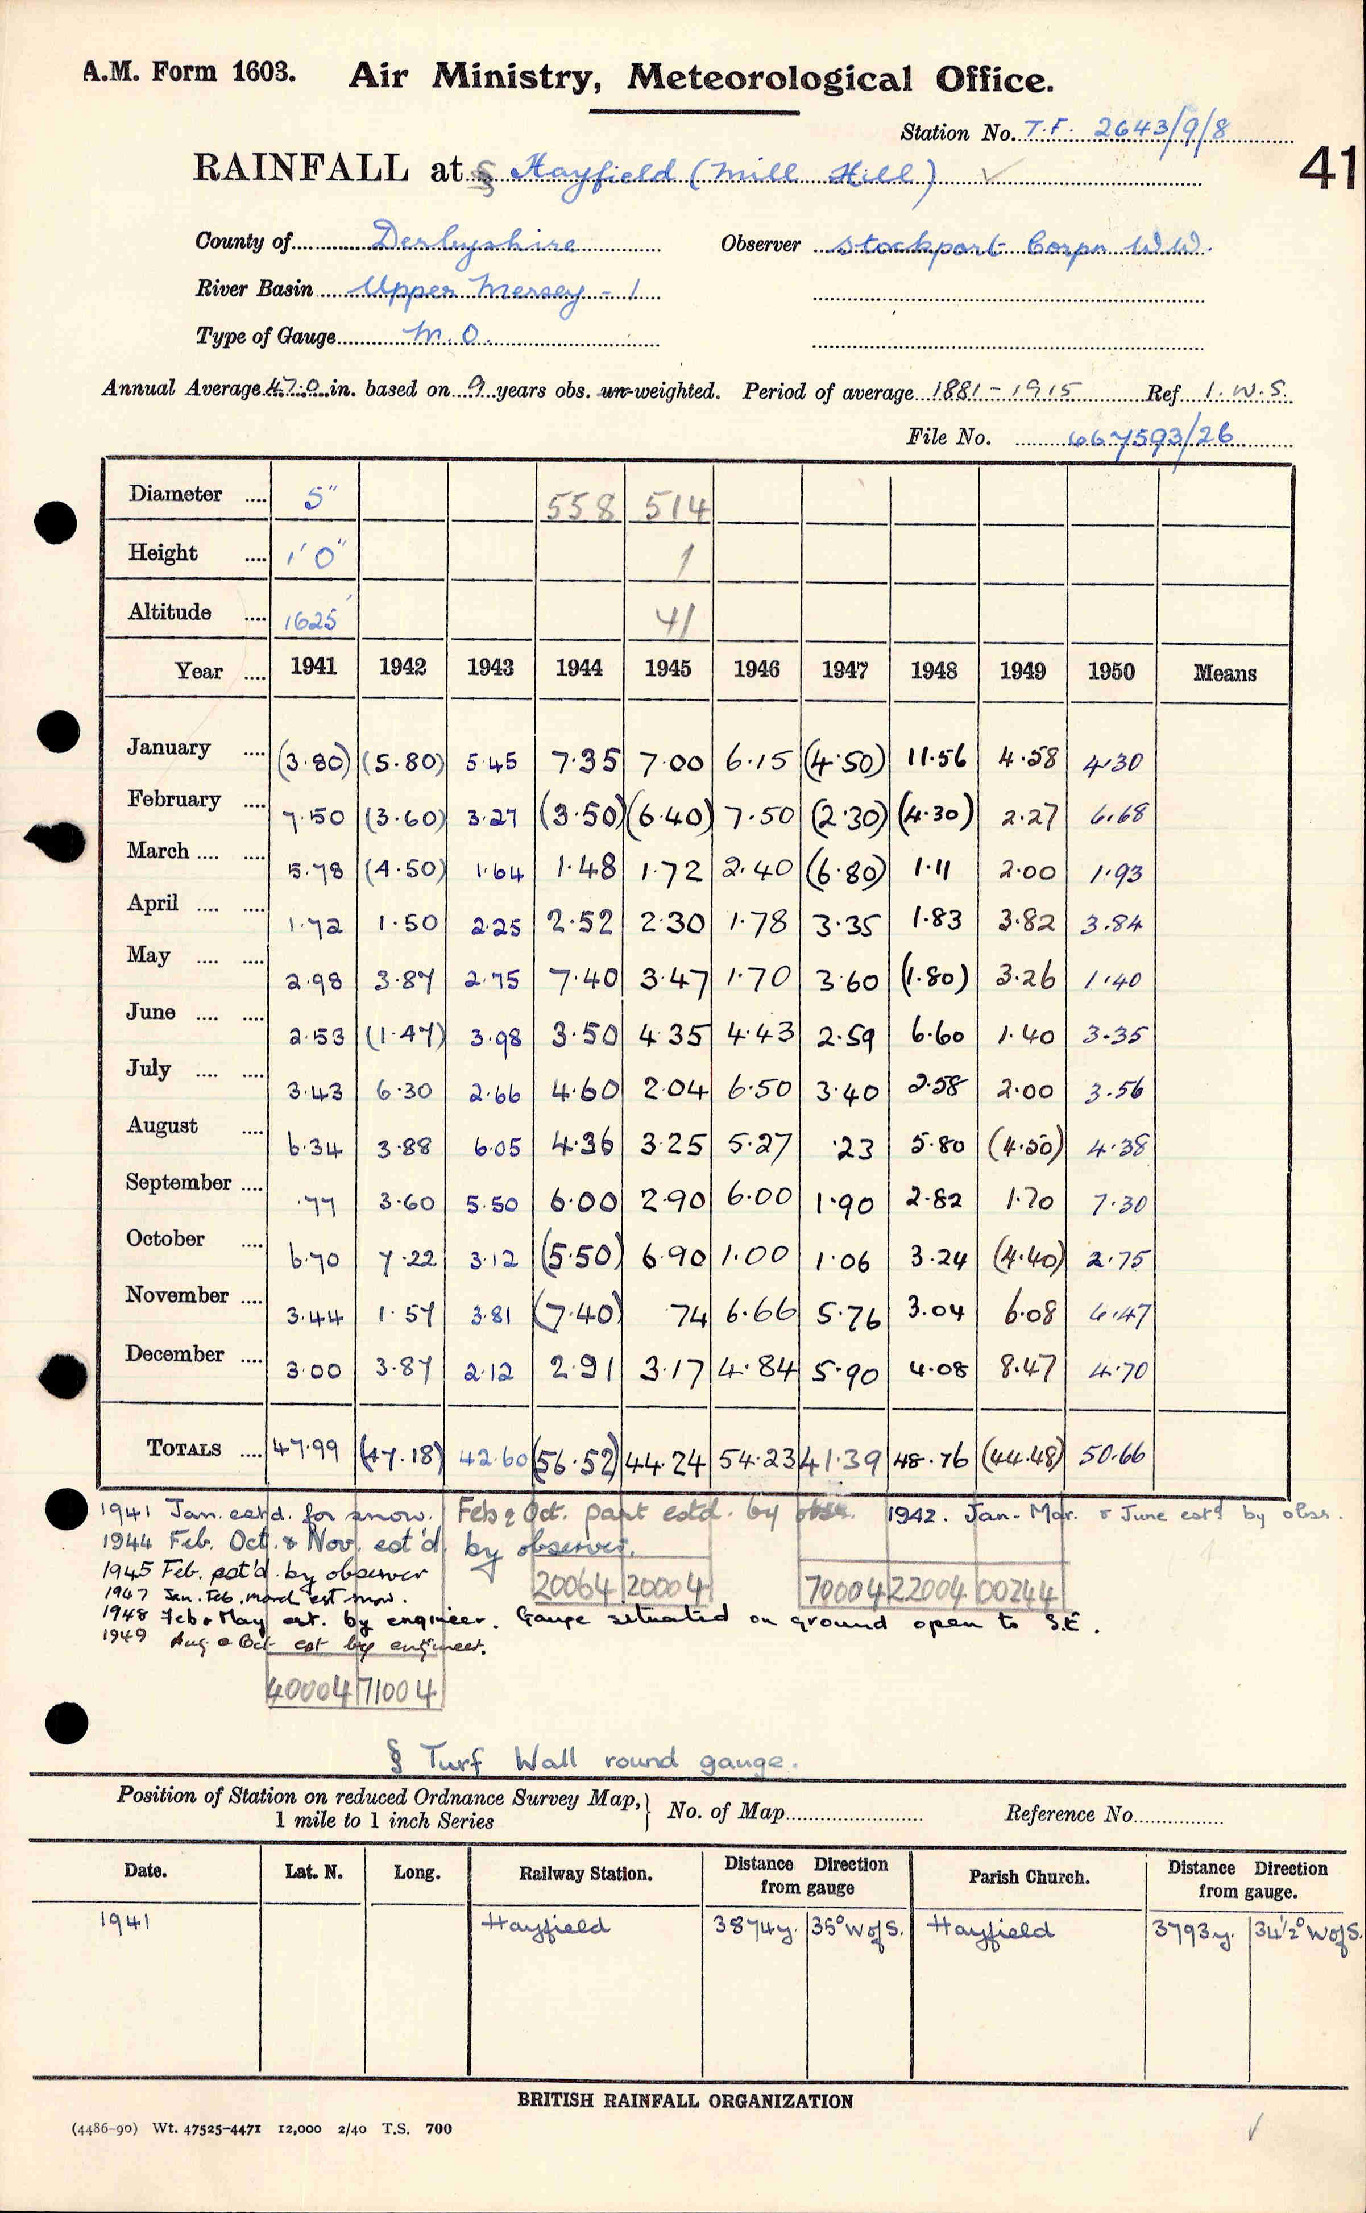 A.M. Form 1603. Air Ministry, Meteorological Office.
Station No. T.F. 2643/9/8
RAINFALL at § Hayfield (Mill Hill) ✓
41
County of Derbyshire Observer Stockport Corpn W.W.
River Basin Upper Mersey - 1
Type of Gauge M.O.
Annual Average 47.0 in. based on 9 years obs. un-weighted. Period of average 1881 - 1915 Ref I.W.S.
File No. 667593/26
Diameter .... 5" 558 514
Height .... 1'0" 1
Altitude .... 1625' 41
Year .... 1941 1942 1943 1944 1945 1946 1947 1948 1949 1950 Means
January .... (3.80) (5.80) 5.45 7.35 7.00 6.15 (4.50) 11.56 4.58 4.30
February .... 7.50 (3.60) 3.27 (3.50) (6.40) 7.50 (2.30) (4.30) 2.27 6.68
March .... .... 5.78 (4.50) 1.64 1.48 1.72 2.40 (6.80) 1.11 2.00 1.93
April .... .... 1.72 1.50 2.25 2.52 2.30 1.78 3.35 1.83 3.82 3.84
May .... .... 2.98 3.87 2.75 7.40 3.47 1.70 3.60 (1.80) 3.26 1.40
June .... .... 2.53 (1.47) 3.98 3.50 4.35 4.43 2.59 6.60 1.40 3.35
July .... .... 3.43 6.30 2.66 4.60 2.04 6.50 3.40 2.58 2.00 3.56
August .... 6.34 3.88 6.05 4.36 3.25 5.27 .23 5.80 (4.50) 4.38
September .... .77 3.60 5.50 6.00 2.90 6.00 1.90 2.82 1.70 7.30
October .... 6.70 7.22 3.12 (5.50) 6.90 1.00 1.06 3.24 (4.40) 2.75
November .... 3.44 1.57 3.81 (7.40) 74 6.66 5.76 3.04 6.08 6.47
December .... 3.00 3.87 2.12 2.91 3.17 4.84 5.90 4.08 8.47 4.70
TOTALS .... 47.99 (47.18) 42.60 (56.52) 44.24 54.23 41.39 48.76 (44.48) 50.66
1941 Jan. estd. for snow. Feb & Oct. part estd. by obsr. 1942. Jan - Mar. & June estd by obsr.
1944 Feb. Oct. & Nov. est'd. by observer.
1945 Feb. est'd. by observer
20064 20004 70004 22004 00244
1947 Jan. Feb, march est snow.
1948 Feb & May est. by engineer. Gauge situated on ground open to S.E.
1949 Aug & Oct est by engineer.
40004 71004
§ Turf Wall round gauge.
Position of Station on reduced Ordnance Survey Map, 1 mile to 1 inch Series } No. of Map Reference No.
Date. Lat. N. Long. Railway Station. Distance Direction from gauge Parish Church. Distance Direction from gauge.
1941 Hayfield 3874y. 35° W of S. Hayfield 3793y. 34½° W of S.
BRITISH RAINFALL ORGANIZATION
(4486-90) Wt. 47525-4471 12,000 2/40 T.S. 700